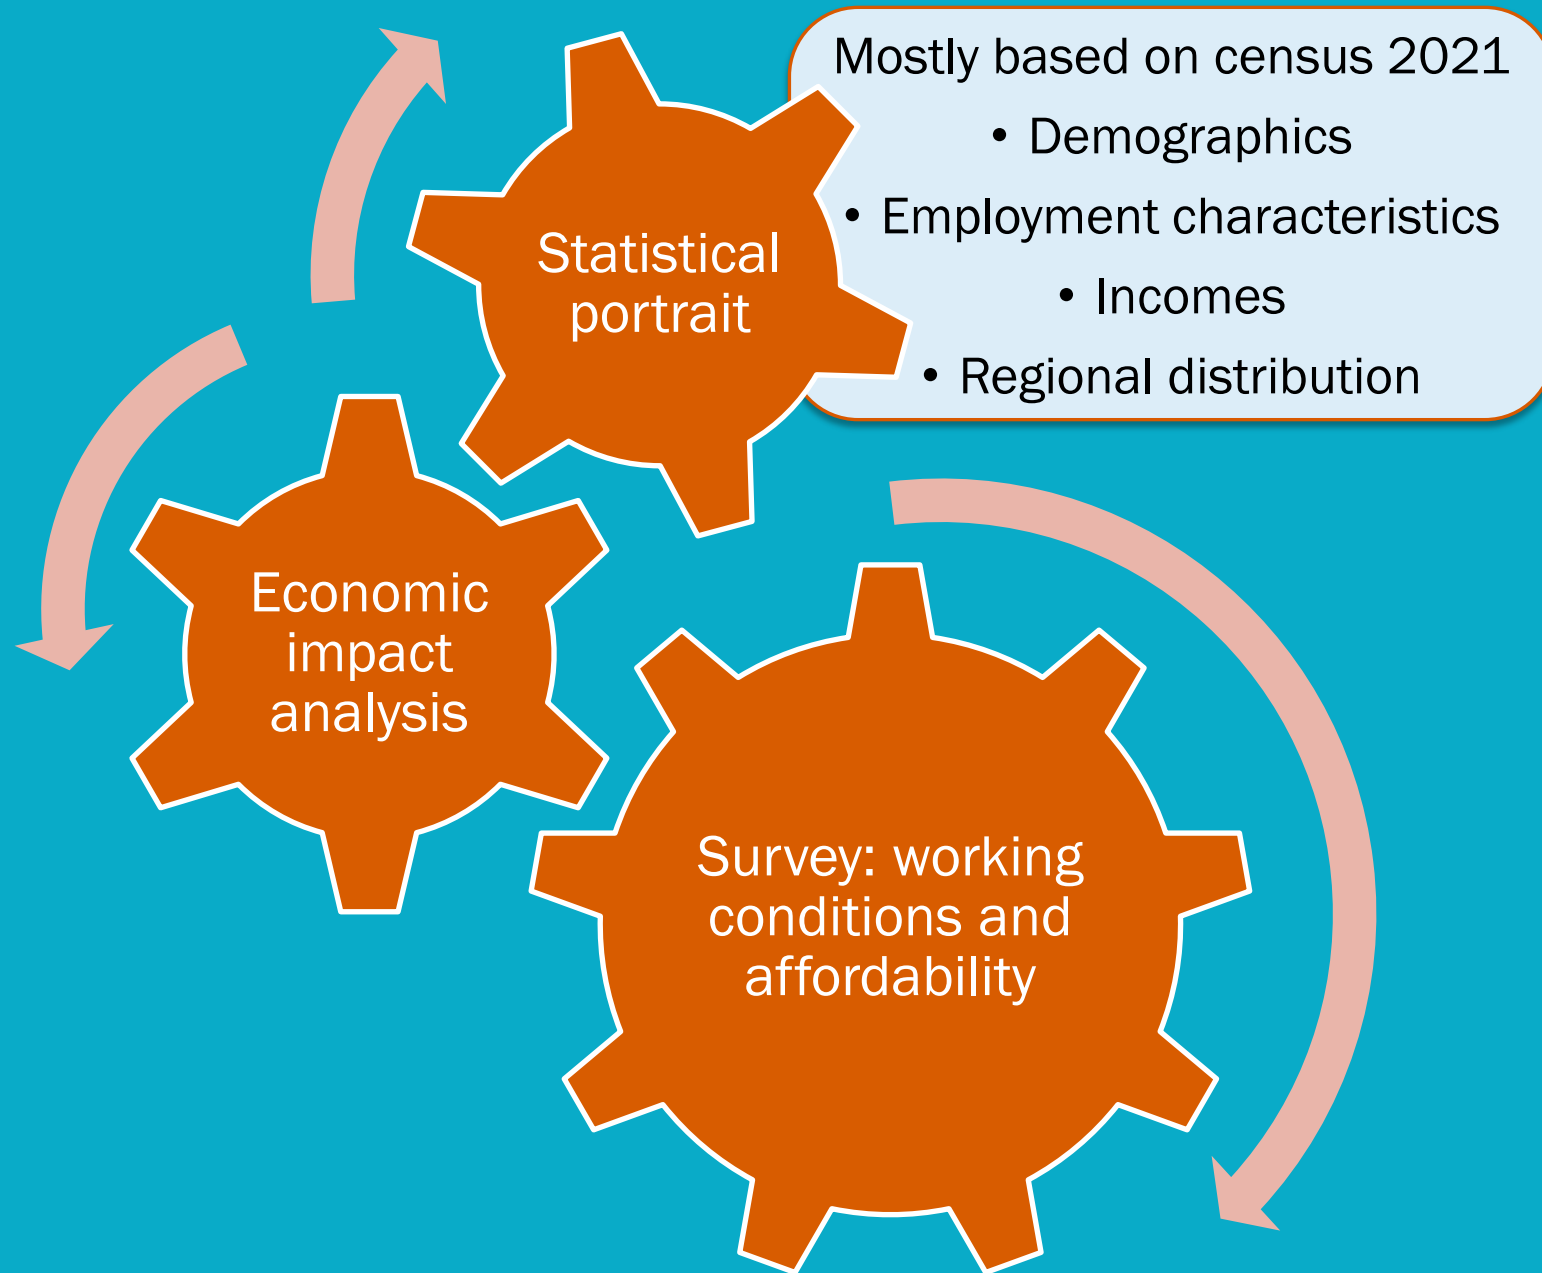 Mostly based on census 2021
• Demographics
• Employment characteristics
• Incomes
• Regional distribution
Statistical
portrait
Economic
impact
analysis
Survey: working
conditions and
affordability